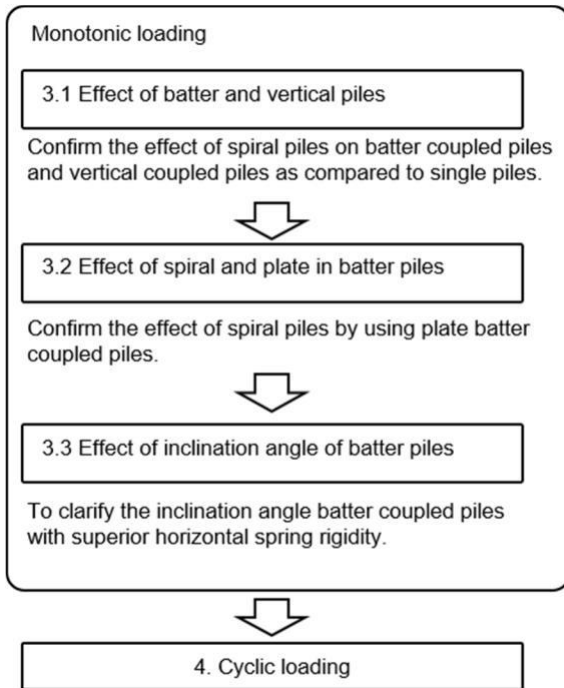 Monotonic loading
3.1 Effect of batter and vertical piles
Confirm the effect of spiral piles on batter coupled piles
and vertical coupled piles as compared to single piles.
3.2 Effect of spiral and plate in batter piles
Confirm the effect of spiral piles by using plate batter
coupled piles.
3.3 Effect of inclination angle of batter piles
To clarify the inclination angle batter coupled piles
with superior horizontal spring rigidity.
4. Cyclic loading